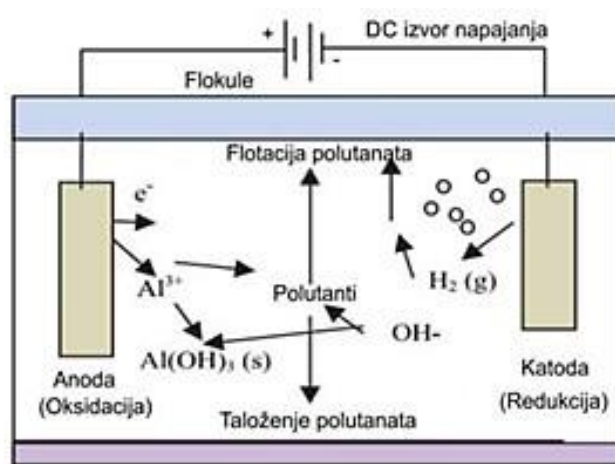 +
-
DC izvor napajanja
Flokule
Flotacija polutanata
e⁻
Al³⁺
H₂ (g)
Polutanti
OH-
Al(OH)₃ (s)
Anoda
(Oksidacija)
Katoda
(Redukcija)
Taloženje polutanata